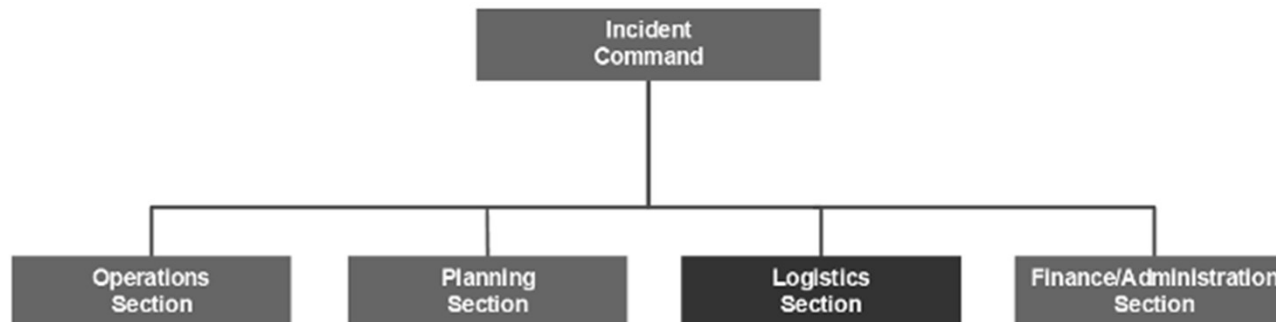 Incident
Command
Operations
Section
Planning
Section
Logistics
Section
Finance/Administration
Section